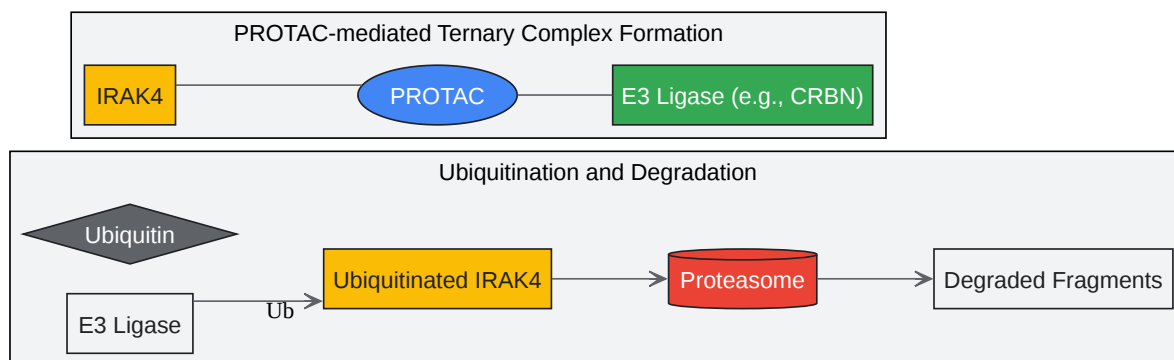 PROTAC-mediated Ternary Complex Formation
IRAK4
PROTAC
E3 Ligase (e.g., CRBN)
Ubiquitination and Degradation
Ubiquitin
Ubiquitinated IRAK4
Proteasome
Degraded Fragments
Ub
E3 Ligase